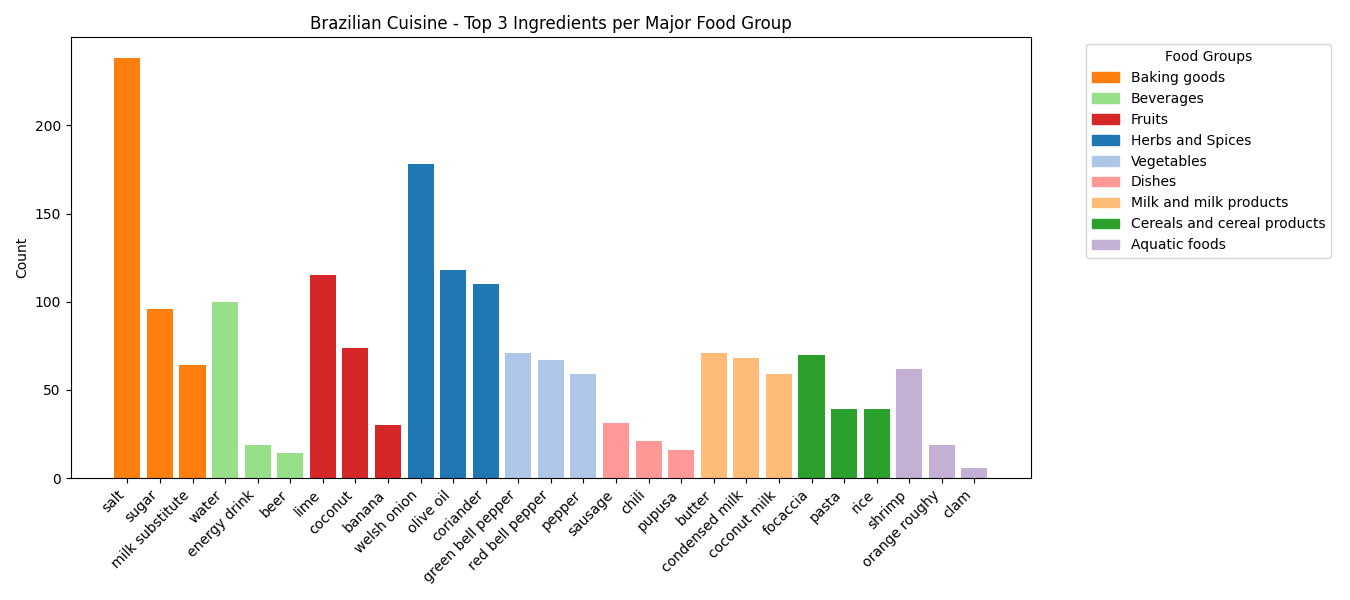 Brazilian Cuisine - Top 3 Ingredients per Major Food Group
Count
200
150
100
50
0
salt
sugar
milk substitute
water
energy drink
beer
lime
coconut
banana
welsh onion
olive oil
coriander
green bell pepper
red bell pepper
pepper
sausage
chili
pupusa
butter
condensed milk
coconut milk
focaccia
pasta
rice
shrimp
orange roughy
clam
Food Groups
Baking goods
Beverages
Fruits
Herbs and Spices
Vegetables
Dishes
Milk and milk products
Cereals and cereal products
Aquatic foods